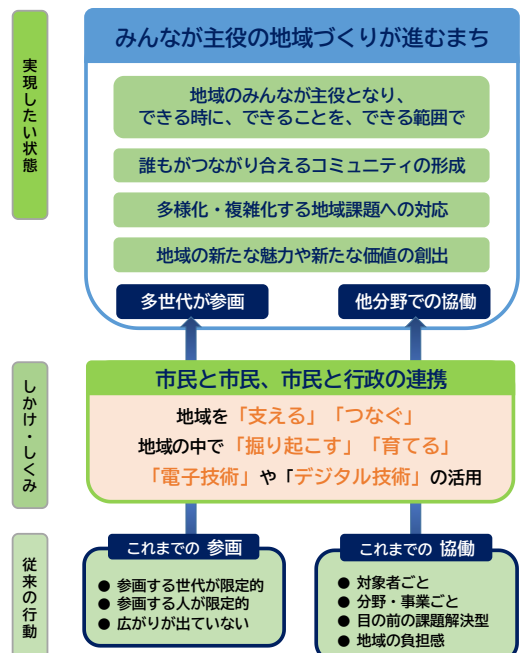 実現したい状態
みんなが主役の地域づくりが進むまち
地域のみんなが主役となり、
できる時に、できることを、できる範囲で
誰もがつながり合えるコミュニティの形成
多様化・複雑化する地域課題への対応
地域の新たな魅力や新たな価値の創出
多世代が参画
他分野での協働
しかけ・しくみ
市民と市民、市民と行政の連携
地域を「支える」「つなぐ」
地域の中で「掘り起こす」「育てる」
「電子技術」や「デジタル技術」の活用
従来の行動
これまでの 参画
● 参画する世代が限定的
● 参画する人が限定的
● 広がりが出ていない
これまでの 協働
● 対象者ごと
● 分野・事業ごと
● 目の前の課題解決型
● 地域の負担感